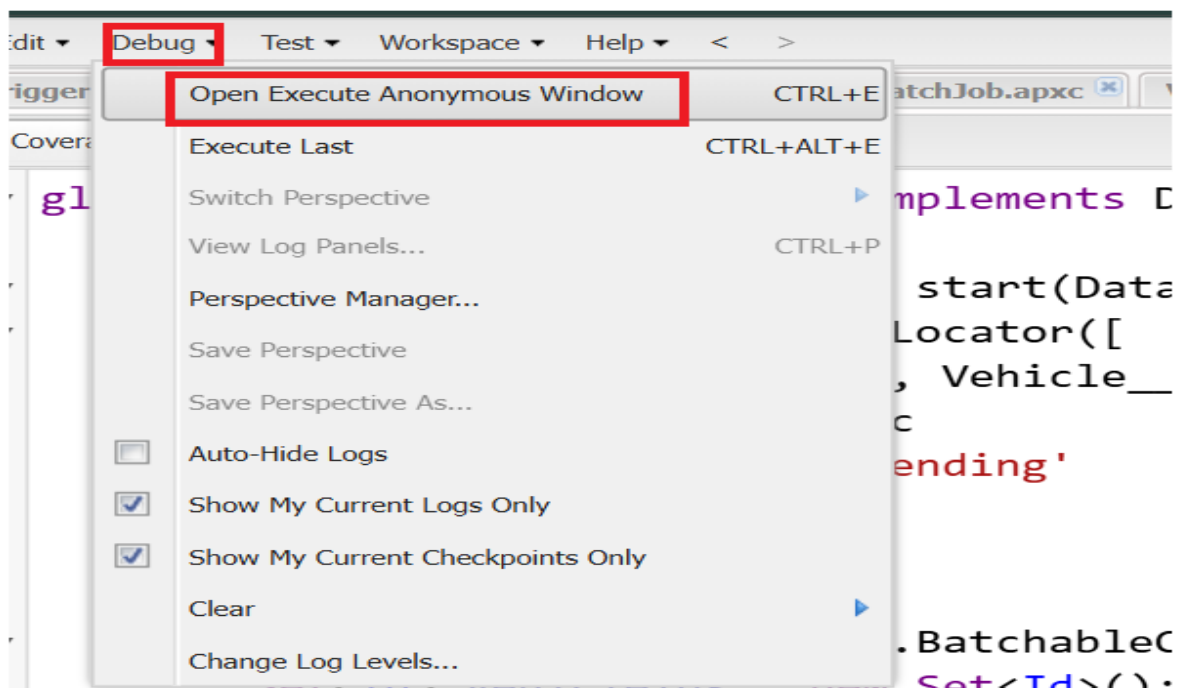 Edit Debug Test Workspace Help < >
rigger atchJob.apxc
Open Execute Anonymous Window CTRL+E
Covera
Execute Last CTRL+ALT+E
gl mplements D
Switch Perspective
View Log Panels... CTRL+P
start(Data
Perspective Manager...
Locator([
Save Perspective
, Vehicle__
Save Perspective As...
c
Auto-Hide Logs
ending'
Show My Current Logs Only
Show My Current Checkpoints Only
Clear
.BatchableC
Change Log Levels...
Set<Id>();